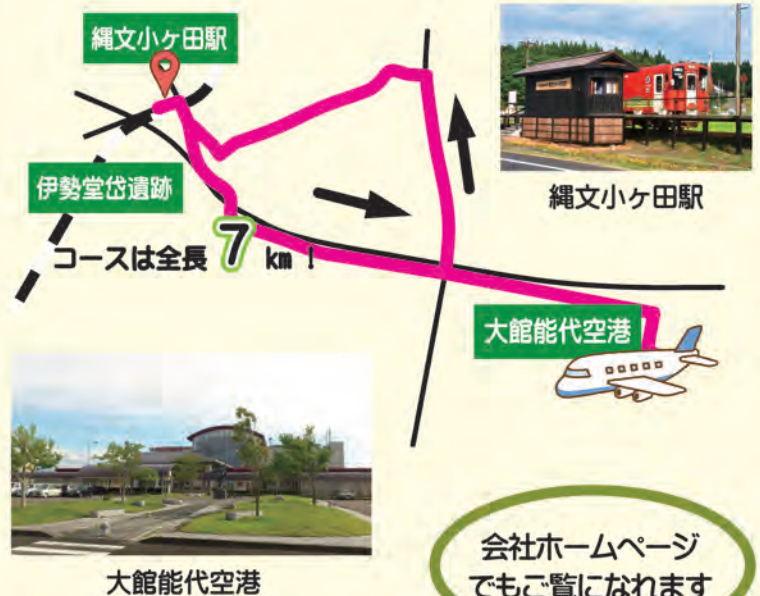 縄文小ヶ田駅
伊勢堂岱遺跡
コースは全長 7 km！
縄文小ヶ田駅
大館能代空港
大館能代空港
会社ホームページ
でもご覧になれます